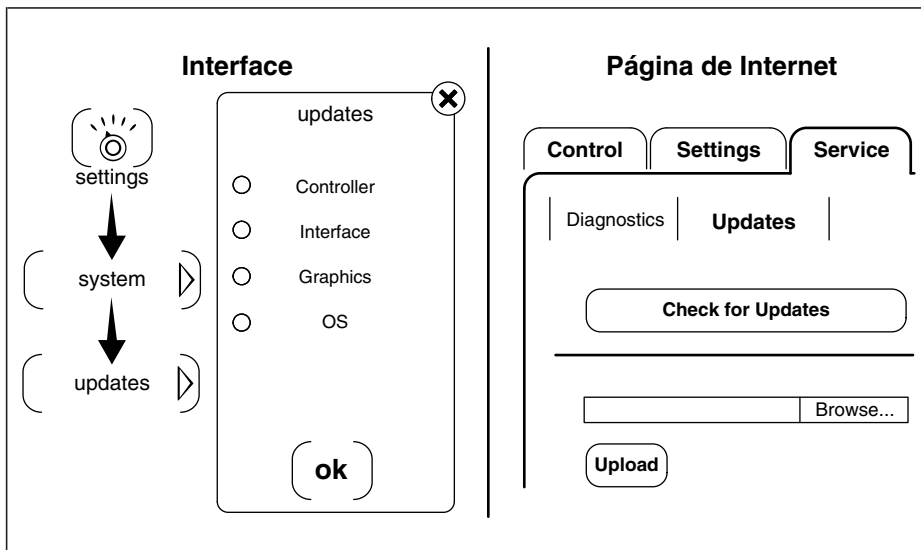 Interface
settings
system
updates
updates
Controller
Interface
Graphics
OS
ok
Página de Internet
Control
Settings
Service
Diagnostics
Updates
Check for Updates
Browse...
Upload